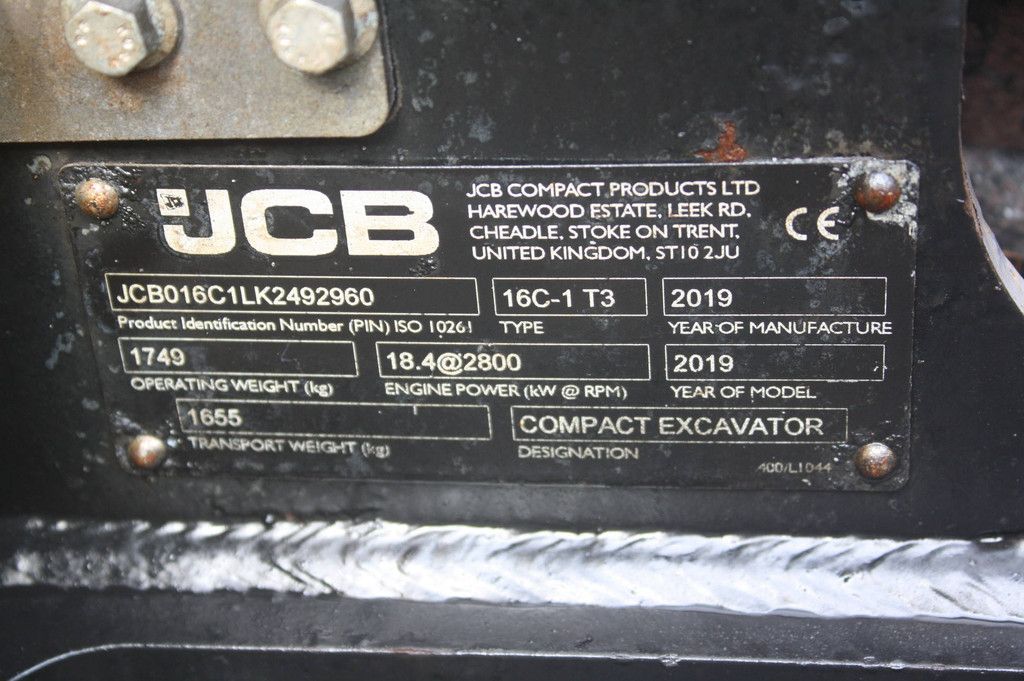 JCB
JCB COMPACT PRODUCTS LTD
HAREWOOD ESTATE, LEEK RD,
CHEADLE, STOKE ON TRENT,
UNITED KINGDOM, ST10 2JU
CE
JCB016C1LK2492960
Product Identification Number (PIN) ISO 10261
16C-1 T3
TYPE
2019
YEAR OF MANUFACTURE
1749
OPERATING WEIGHT (kg)
18.4@2800
ENGINE POWER (kW @ RPM)
2019
YEAR OF MODEL
1655
TRANSPORT WEIGHT (kg)
COMPACT EXCAVATOR
DESIGNATION
400/L1044